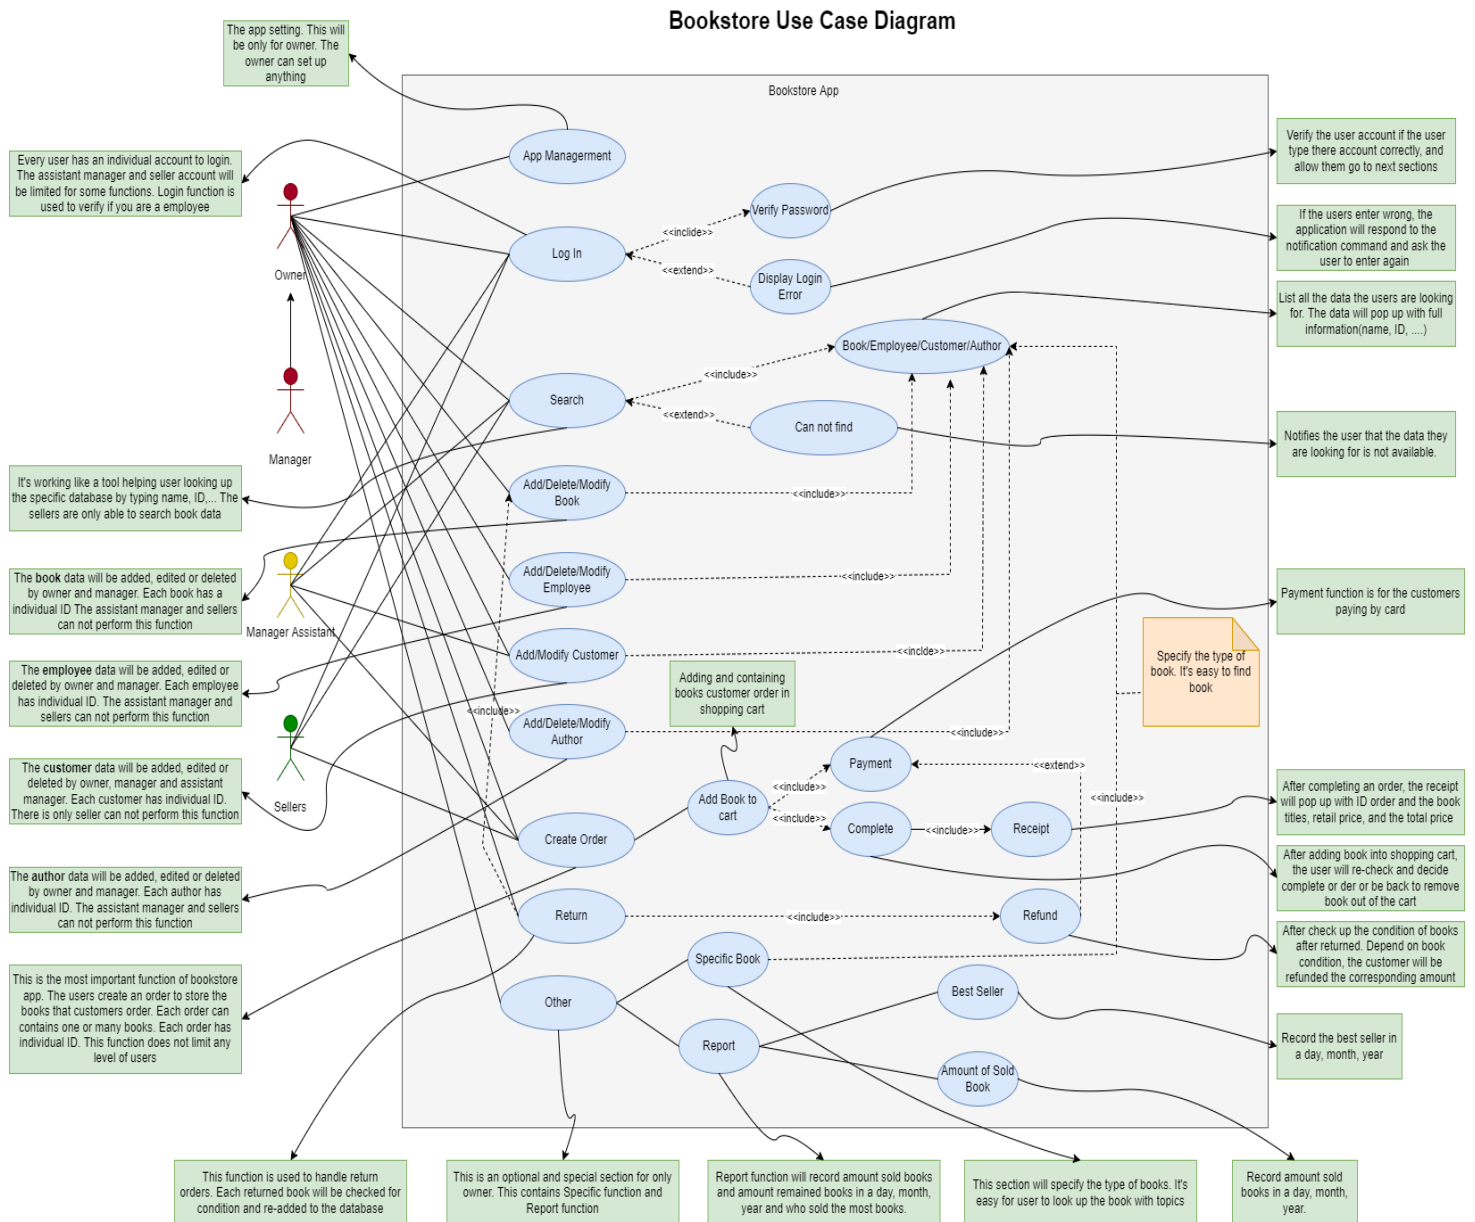 Bookstore Use Case Diagram
The app setting. This will
be only for owner. The
owner can set up
anything
Bookstore App
Every user has an individual account to login.
The assistant manager and seller account will
be limited for some functions. Login function is
used to verify if you are a employee
App Managerment
Verify the user account if the user
type there account correctly, and
allow them go to next sections
Owner
Log In
<<inclide>>
Verify Password
<<extend>>
Display Login
Error
If the users enter wrong, the
application will respond to the
notification command and ask the
user to enter again
List all the data the users are looking
for. The data will pop up with full
information(name, ID, ....)
Book/Employee/Customer/Author
Manager
Search
<<include>>
<<extend>>
Can not find
Notifies the user that the data they
are looking for is not available.
It's working like a tool helping user looking up
the specific database by typing name, ID,... The
sellers are only able to search book data
Add/Delete/Modify
Book
<<include>>
The book data will be added, edited or deleted
by owner and manager. Each book has a
individual ID The assistant manager and sellers
can not perform this function
Manager Assistant
Add/Delete/Modify
Employee
<<include>>
Payment function is for the customers
paying by card
Add/Modify Customer
<<inclde>>
Specify the type of
book. It's easy to find
book
The employee data will be added, edited or
deleted by owner and manager. Each employee
has individual ID. The assistant manager and
sellers can not perform this function
Adding and containing
books customer order in
shopping cart
<<include>>
Add/Delete/Modify
Author
<<include>>
The customer data will be added, edited or
deleted by owner, manager and assistant
manager. Each customer has individual ID.
There is only seller can not perform this function
Sellers
Payment
<<extend>>
<<include>>
Add Book to
cart
<<include>>
<<include>>
Complete
<<include>>
Receipt
After completing an order, the receipt
will pop up with ID order and the book
titles, retail price, and the total price
Create Order
After adding book into shopping cart,
the user will re-check and decide
complete or der or be back to remove
book out of the cart
The author data will be added, edited or deleted
by owner and manager. Each author has
individual ID. The assistant manager and sellers
can not perform this function
Return
<<include>>
Refund
After check up the condition of books
after returned. Depend on book
condition, the customer will be
refunded the corresponding amount
Specific Book
This is the most important function of bookstore
app. The users create an order to store the
books that customers order. Each order can
contains one or many books. Each order has
individual ID. This function does not limit any
level of users
Other
Best Seller
Report
Record the best seller in
a day, month, year
Amount of Sold
Book
This function is used to handle return
orders. Each returned book will be checked for
condition and re-added to the database
This is an optional and special section for only
owner. This contains Specific function and
Report function
Report function will record amount sold books
and amount remained books in a day, month,
year and who sold the most books.
This section will specify the type of books. It's
easy for user to look up the book with topics
Record amount sold
books in a day, month,
year.